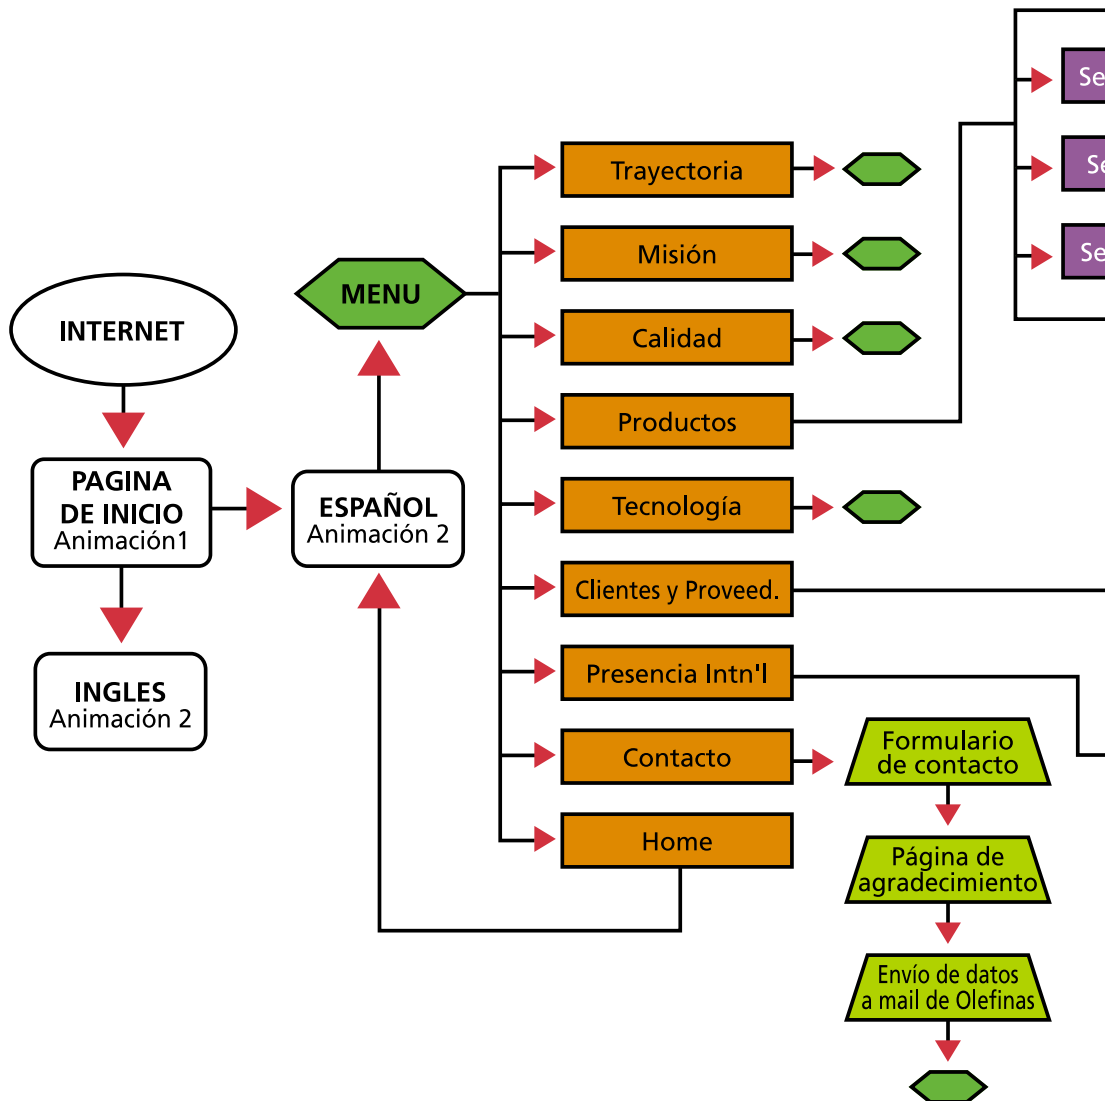 INTERNET
PAGINA
DE INICIO
Animación1
INGLES
Animación 2
ESPAÑOL
Animación 2
MENU
Trayectoria
Misión
Calidad
Productos
Tecnología
Clientes y Proveed.
Presencia Intn'l
Contacto
Home
Formulario
de contacto
Página de
agradecimiento
Envío de datos
a mail de Olefinas